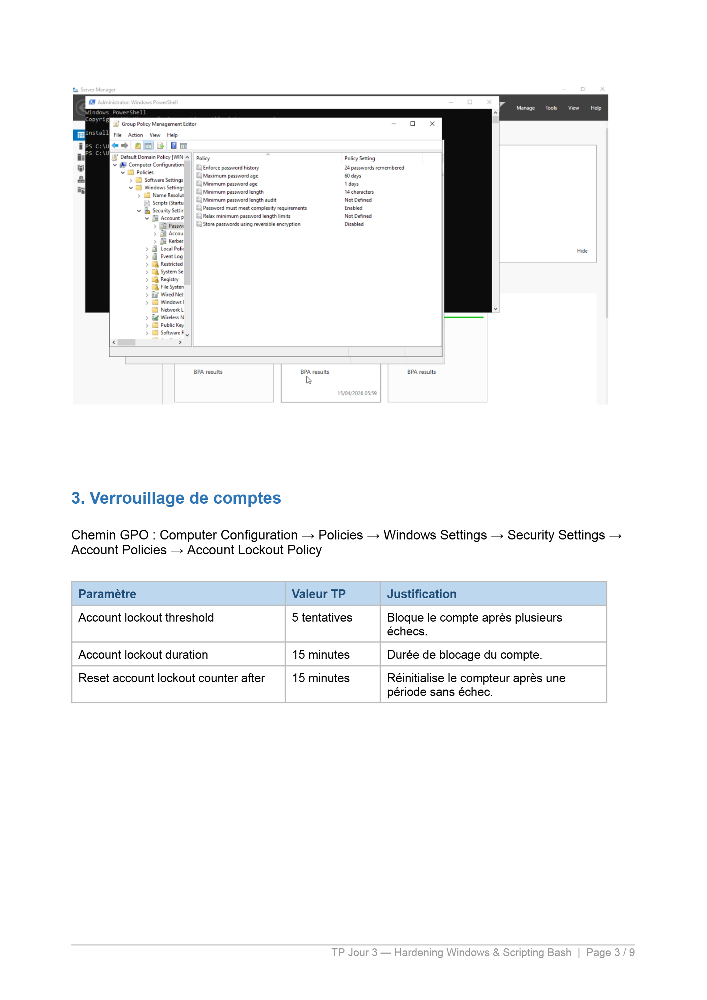 Server Manager
Administrator: Windows PowerShell
Manage Tools View Help
Windows PowerShell
Copyrig
Install
PS C:\U
PS C:\U
Group Policy Management Editor
File Action View Help
Default Domain Policy [WIN
Computer Configuration
Policies
Software Settings
Windows Settings
Name Resolut
Scripts (Startu
Security Settin
Account P
Passwo
Accou
Kerber
Local Polic
Event Log
Restricted
System Se
Registry
File System
Wired Net
Windows
Network L
Wireless N
Public Key
Software R
Policy Policy Setting
Enforce password history 24 passwords remembered
Maximum password age 60 days
Minimum password age 1 days
Minimum password length 14 characters
Minimum password length audit Not Defined
Password must meet complexity requirements Enabled
Relax minimum password length limits Not Defined
Store passwords using reversible encryption Disabled
Hide
BPA results BPA results BPA results
15/04/2026 05:59
3. Verrouillage de comptes
Chemin GPO : Computer Configuration → Policies → Windows Settings → Security Settings →
Account Policies → Account Lockout Policy
Paramètre Valeur TP Justification
Account lockout threshold 5 tentatives Bloque le compte après plusieurs
échecs.
Account lockout duration 15 minutes Durée de blocage du compte.
Reset account lockout counter after 15 minutes Réinitialise le compteur après une
période sans échec.
TP Jour 3 — Hardening Windows & Scripting Bash | Page 3 / 9